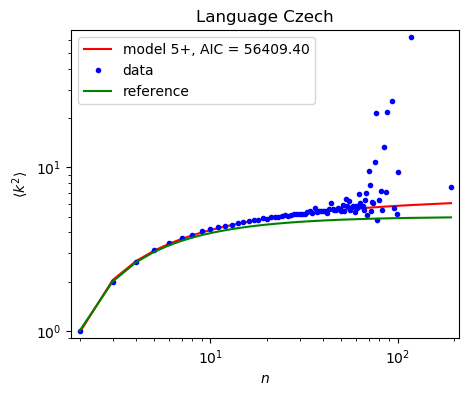 Language Czech
model 5+, AIC = 56409.40
data
reference
⟨k²⟩
10¹
10⁰
10¹
10²
n